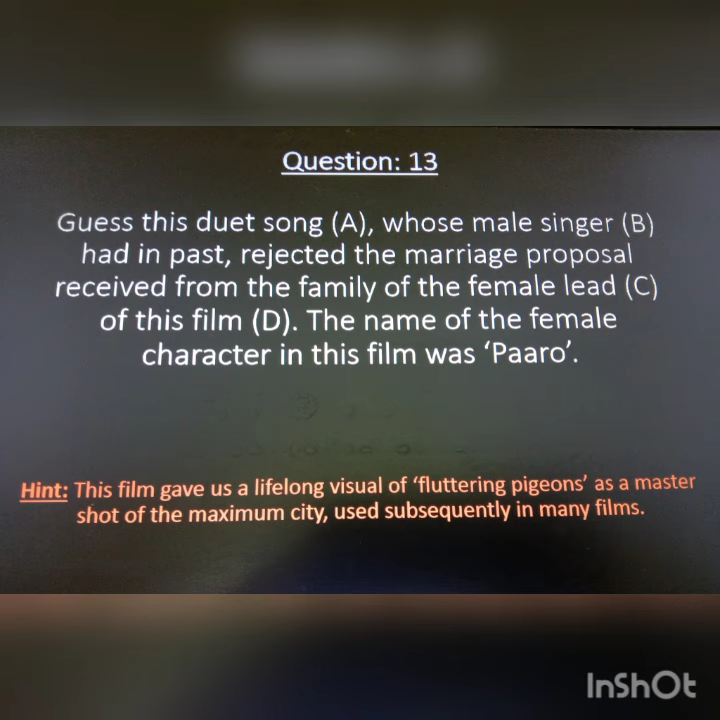 Question: 13
Guess this duet song (A), whose male singer (B)
had in past, rejected the marriage proposal
received from the family of the female lead (C)
of this film (D). The name of the female
character in this film was ‘Paaro’.
Hint: This film gave us a lifelong visual of ‘fluttering pigeons’ as a master
shot of the maximum city, used subsequently in many films.
InShOt